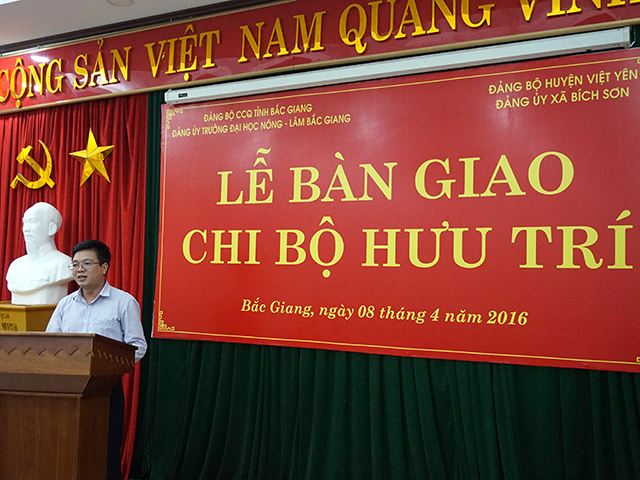 CỘNG SẢN VIỆT NAM QUANG VINH
ĐẢNG BỘ CCQ TỈNH BẮC GIANG
ĐẢNG ỦY TRƯỜNG ĐẠI HỌC NÔNG - LÂM BẮC GIANG
ĐẢNG BỘ HUYỆN VIỆT YÊN
ĐẢNG ỦY XÃ BÍCH SƠN
LỄ BÀN GIAO
CHI BỘ HƯU TRÍ
Bắc Giang, ngày 08 tháng 4 năm 2016